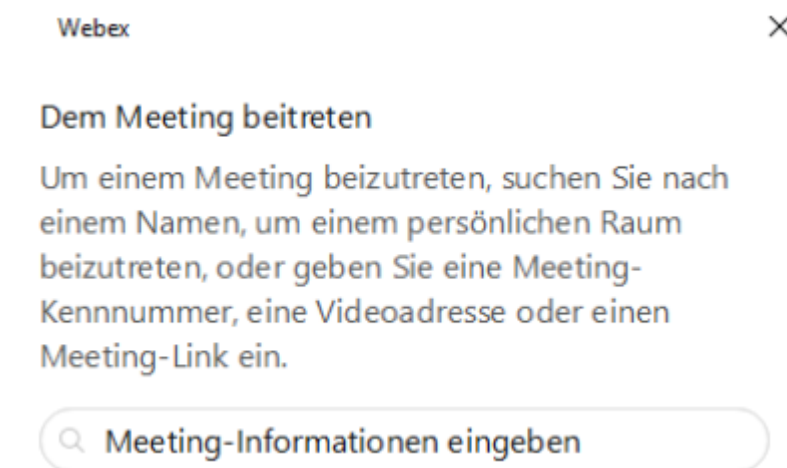 Webex
Dem Meeting beitreten
Um einem Meeting beizutreten, suchen Sie nach
einem Namen, um einem persönlichen Raum
beizutreten, oder geben Sie eine Meeting-
Kennnummer, eine Videoadresse oder einen
Meeting-Link ein.
Meeting-Informationen eingeben